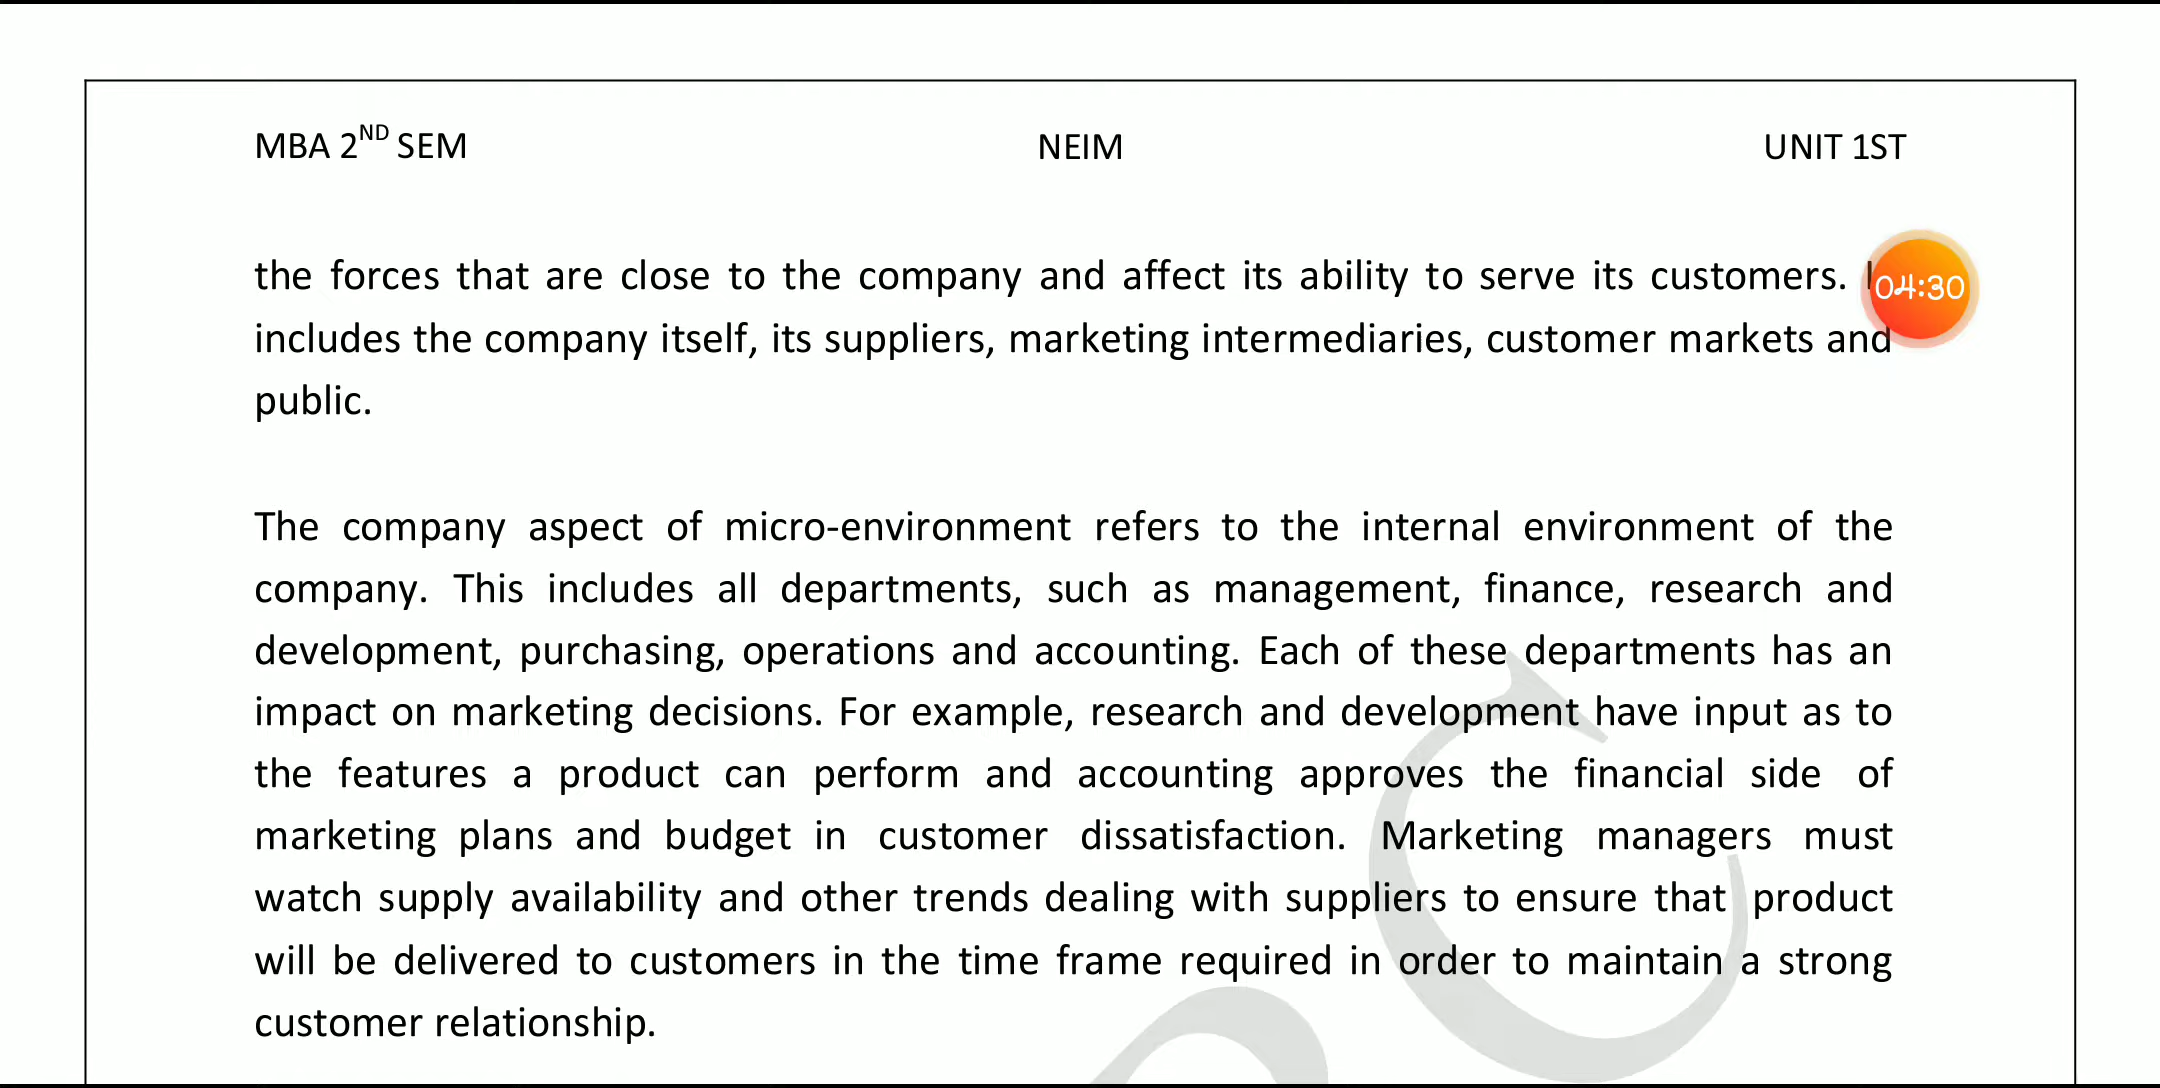 MBA 2ND SEM NEIM UNIT 1ST
the forces that are close to the company and affect its ability to serve its customers.
04:30
includes the company itself, its suppliers, marketing intermediaries, customer markets and
public.
The company aspect of micro-environment refers to the internal environment of the
company. This includes all departments, such as management, finance, research and
development, purchasing, operations and accounting. Each of these departments has an
impact on marketing decisions. For example, research and development have input as to
the features a product can perform and accounting approves the financial side of
marketing plans and budget in customer dissatisfaction. Marketing managers must
watch supply availability and other trends dealing with suppliers to ensure that product
will be delivered to customers in the time frame required in order to maintain a strong
customer relationship.